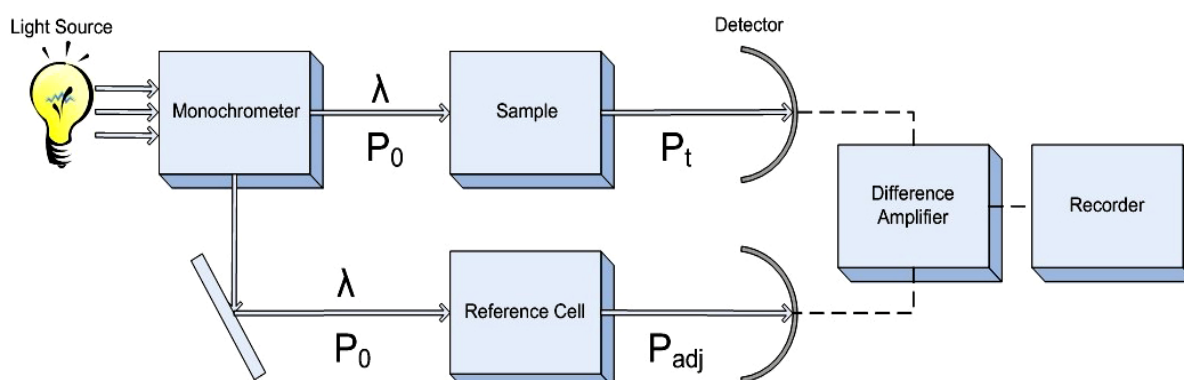 Light Source
Detector
Monochrometer
λ
P₀
Sample
Pₜ
Difference
Amplifier
Recorder
λ
P₀
Reference Cell
Padj